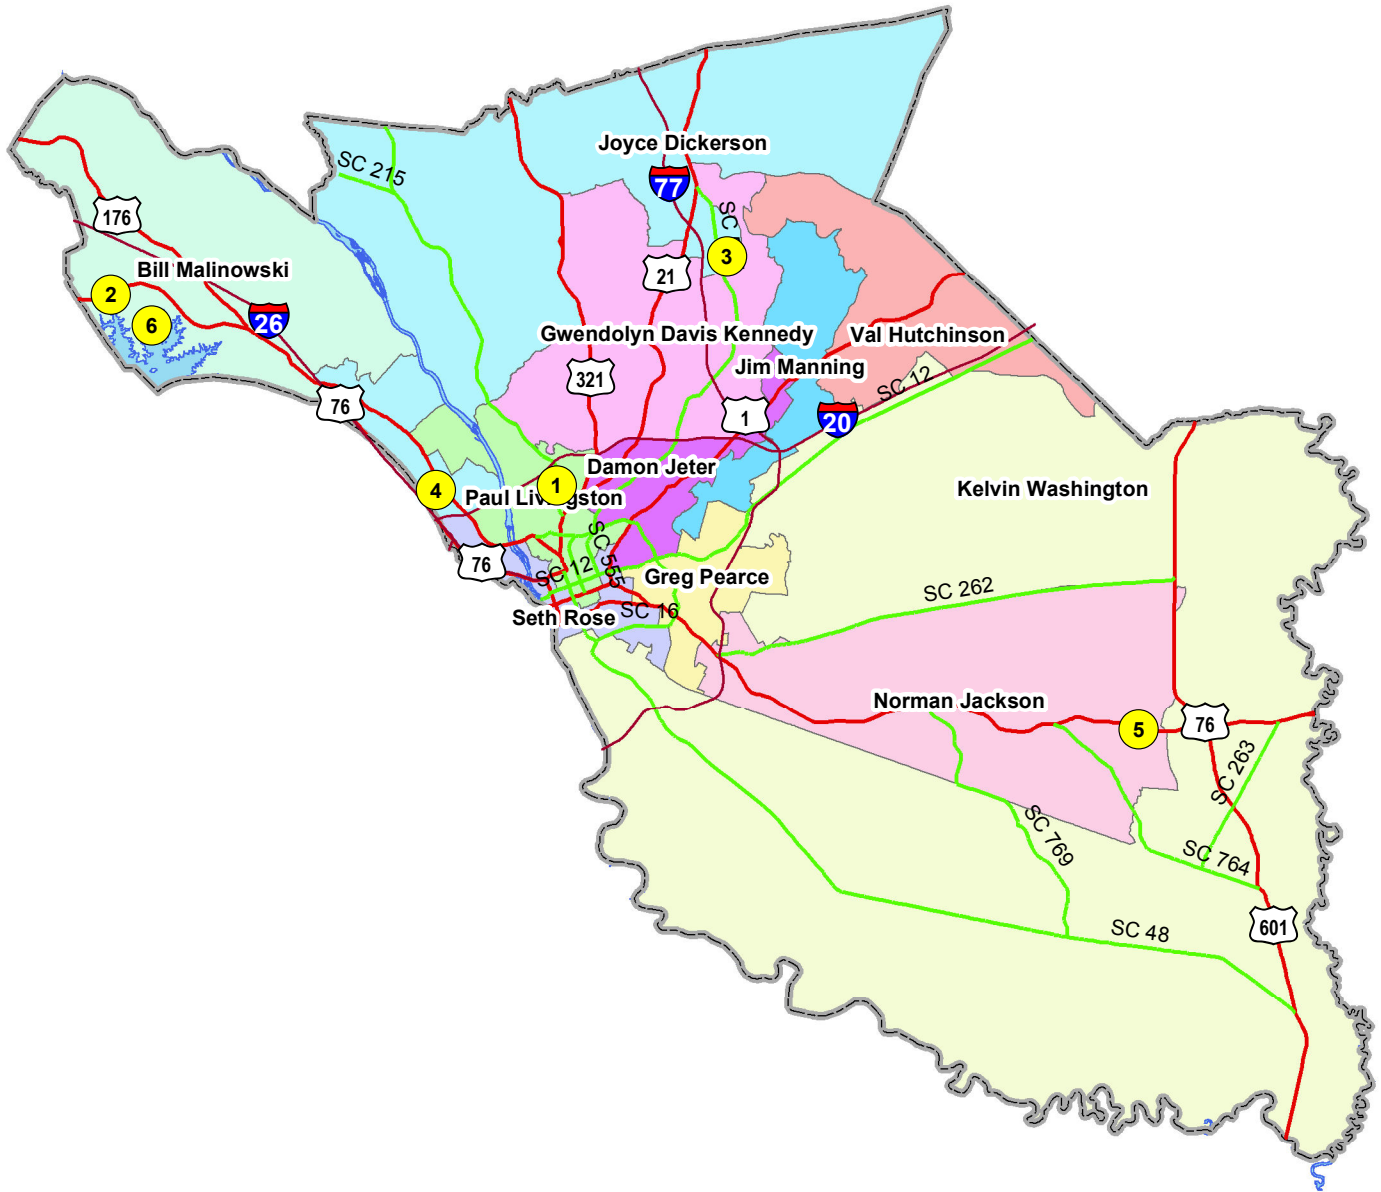 Joyce Dickerson
SC 215
77
176
SC
3
Bill Malinowski
21
2
6
26
Gwendolyn Davis Kennedy
Val Hutchinson
Jim Manning
321
SC 12
76
1
20
Damon Jeter
4
1
Paul Livingston
Kelvin Washington
SC 555
76
SC 12
Greg Pearce
SC 262
Seth Rose
SC 16
Norman Jackson
5
76
SC 263
SC 769
SC 764
601
SC 48